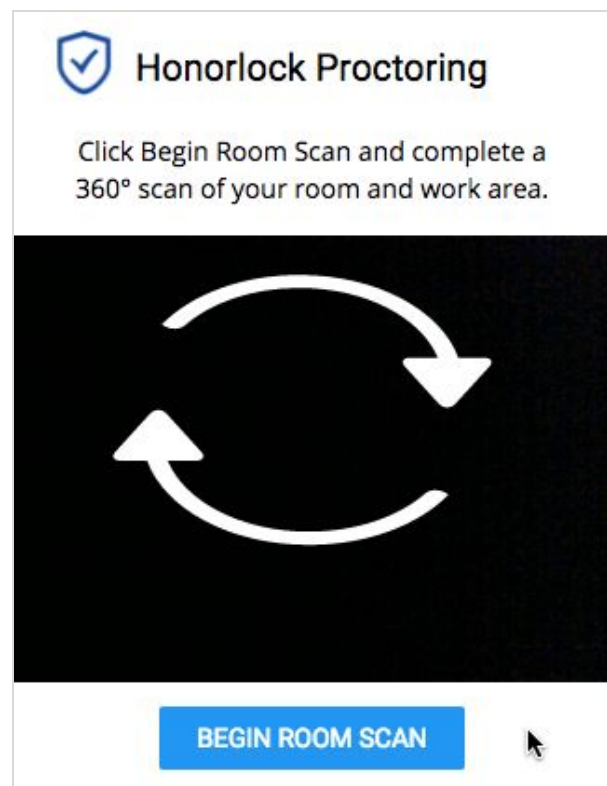 Honorlock Proctoring
Click Begin Room Scan and complete a
360° scan of your room and work area.
BEGIN ROOM SCAN